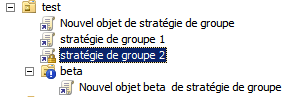 test
Nouvel objet de stratégie de groupe
stratégie de groupe 1
stratégie de groupe 2
beta
Nouvel objet beta  de stratégie de groupe